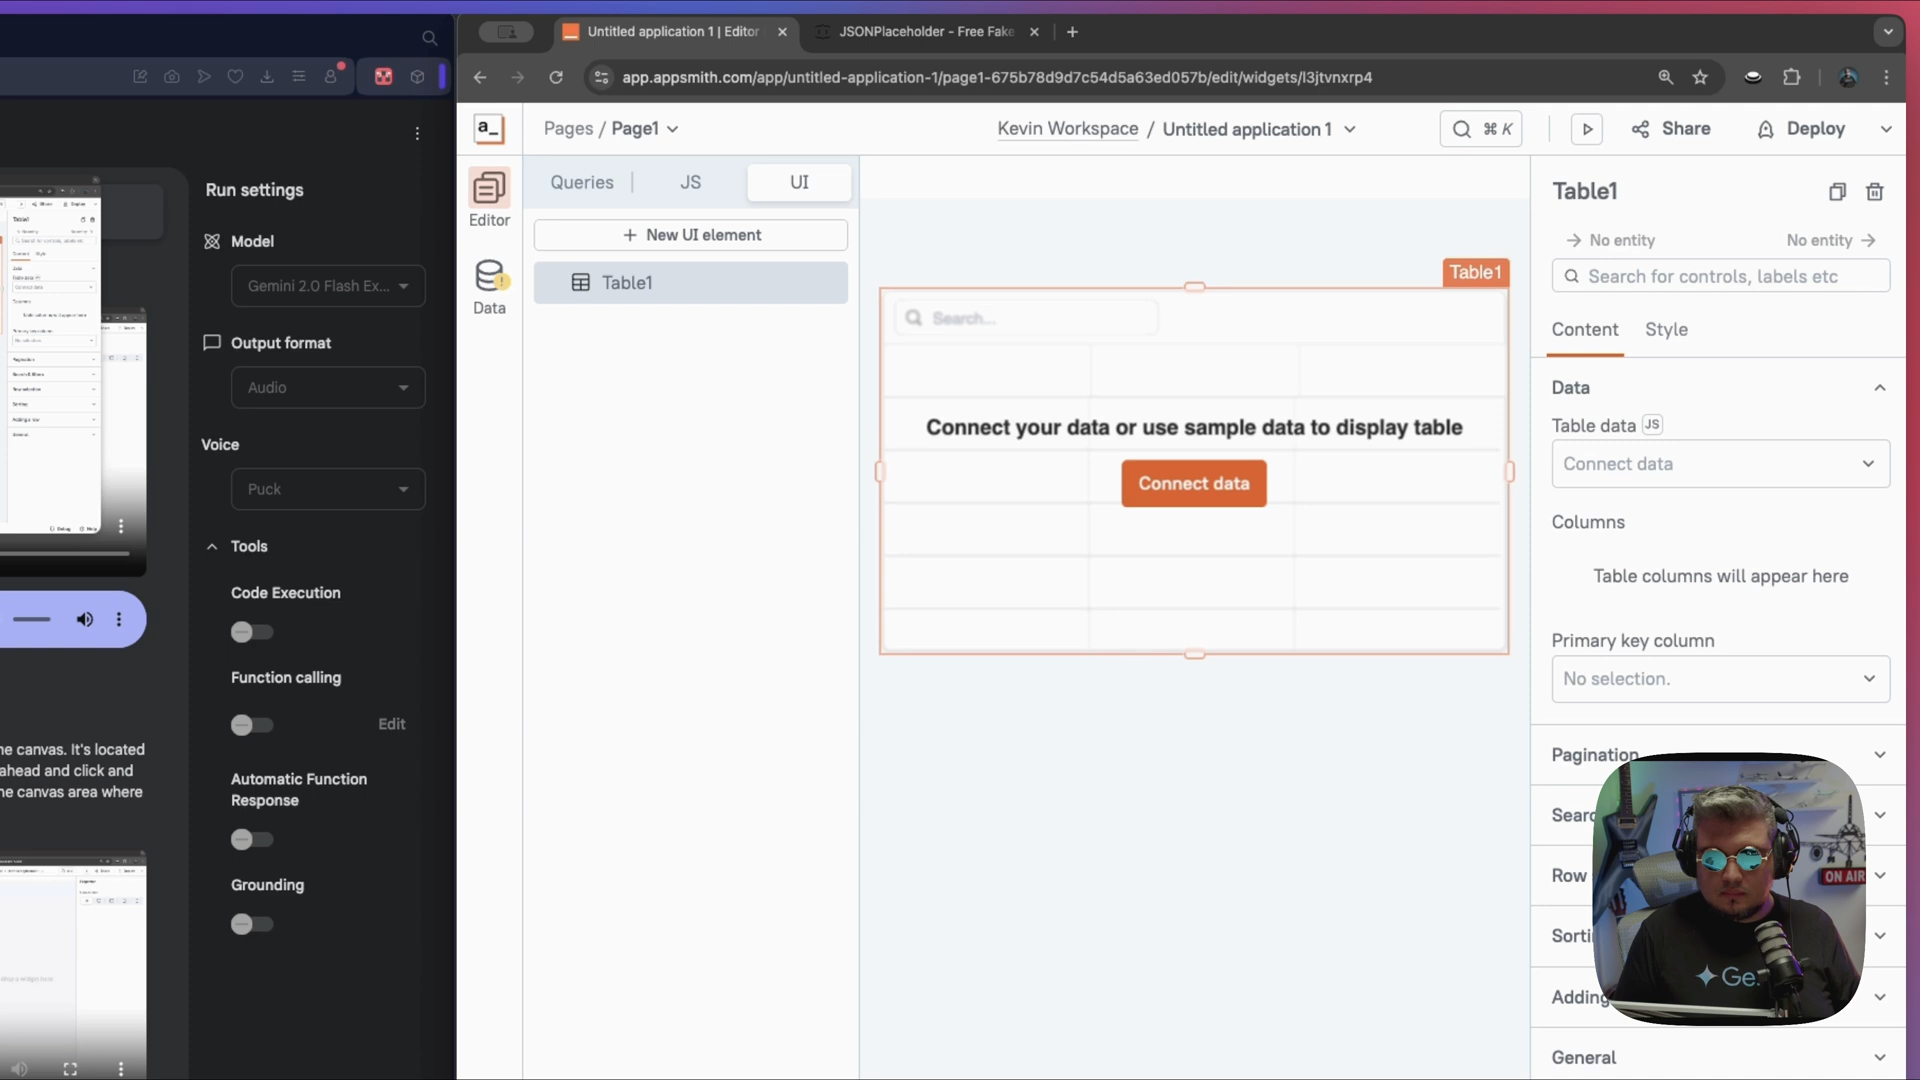 Run settings
Model
Gemini 2.0 Flash Ex...
Output format
Audio
Voice
Puck
Tools
Code Execution
Function calling
Edit
Automatic Function
Response
Grounding
ne canvas. It's located
ahead and click and
ne canvas area where
Untitled application 1 | Editor
JSONPlaceholder - Free Fake
app.appsmith.com/app/untitled-application-1/page1-675b78d9d7c54d5a63ed057b/edit/widgets/l3jtvnxrp4
a_
Pages / Page1
Kevin Workspace / Untitled application 1
⌘ K
Share
Deploy
Editor
Data
Queries
JS
UI
+ New UI element
Table1
Table1
Search...
Connect your data or use sample data to display table
Connect data
Table1
→ No entity
No entity →
Search for controls, labels etc
Content
Style
Data
Table data JS
Connect data
Columns
Table columns will appear here
Primary key column
No selection.
Pagination
Searc
Row
Sorti
Adding
General
ON AIR
Ge.